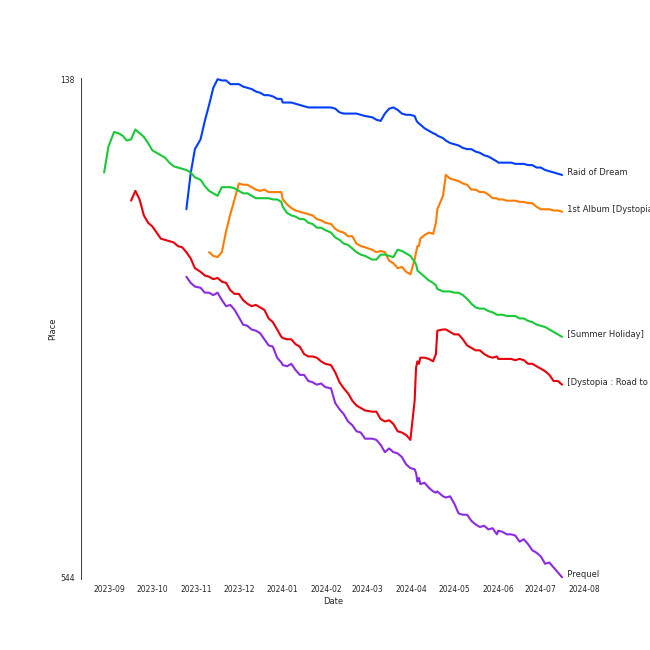 138
Raid of Dream
1st Album [Dystopia
Place
[Summer Holiday]
[Dystopia : Road to
Prequel
544
2023-09 2023-10 2023-11 2023-12 2024-01 2024-02 2024-03 2024-04 2024-05 2024-06 2024-07 2024-08
Date